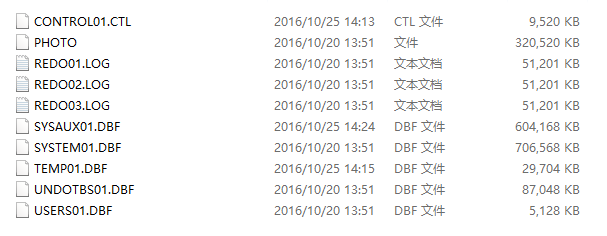 CONTROL01.CTL 2016/10/25 14:13 CTL 文件 9,520 KB
PHOTO 2016/10/20 13:51 文件 320,520 KB
REDO01.LOG 2016/10/20 13:51 文本文档 51,201 KB
REDO02.LOG 2016/10/20 13:51 文本文档 51,201 KB
REDO03.LOG 2016/10/20 13:51 文本文档 51,201 KB
SYSAUX01.DBF 2016/10/25 14:24 DBF 文件 604,168 KB
SYSTEM01.DBF 2016/10/20 13:51 DBF 文件 706,568 KB
TEMP01.DBF 2016/10/25 14:15 DBF 文件 29,704 KB
UNDOTBS01.DBF 2016/10/20 13:51 DBF 文件 87,048 KB
USERS01.DBF 2016/10/20 13:51 DBF 文件 5,128 KB